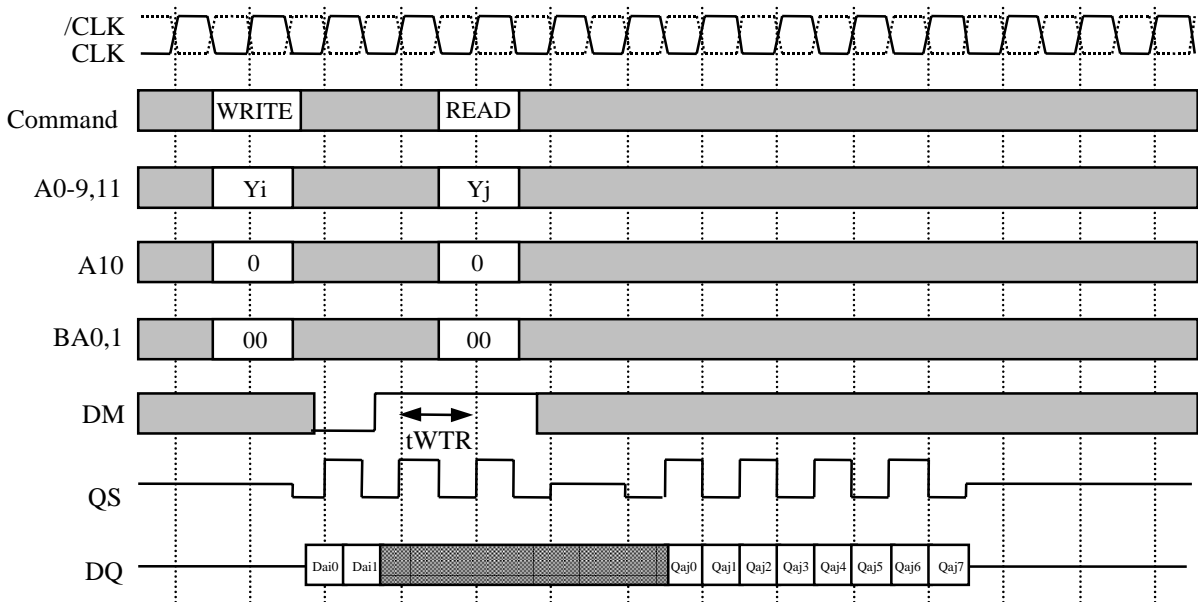 /CLK
CLK
Command WRITE READ
A0-9,11 Yi Yj
A10 0 0
BA0,1 00 00
DM
tWTR
QS
DQ Dai0 Dai1 Qaj0 Qaj1 Qaj2 Qaj3 Qaj4 Qaj5 Qaj6 Qaj7